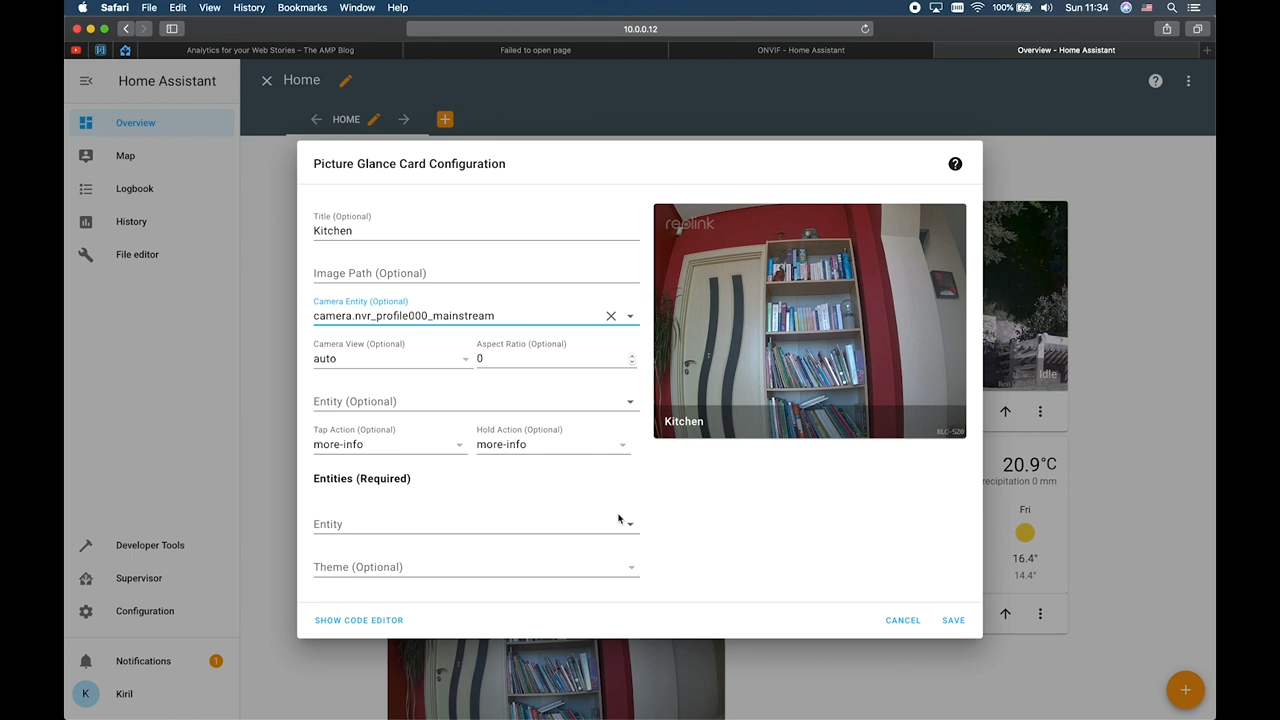 Safari File Edit View History Bookmarks Window Help 100% Sun 11:34
10.0.0.12
Analytics for your Web Stories – The AMP Blog
Failed to open page
ONVIF - Home Assistant
Overview - Home Assistant
Home Assistant
Home
HOME
Overview
Map
Logbook
History
File editor
Developer Tools
Supervisor
Configuration
Notifications 1
K Kiril
Picture Glance Card Configuration
Title (Optional)
Kitchen
Image Path (Optional)
Camera Entity (Optional)
camera.nvr_profile000_mainstream
Camera View (Optional) Aspect Ratio (Optional)
auto 0
Entity (Optional)
Tap Action (Optional) Hold Action (Optional)
more-info more-info
Entities (Required)
Entity
Theme (Optional)
SHOW CODE EDITOR CANCEL SAVE
reolink
Kitchen
RLC-520
Idle
20.9°C
recipitation 0 mm
Fri
16.4°
14.4°